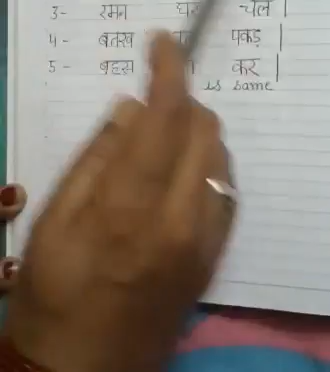 3- रमन चल |
4- बतख पकड़ |
5- बहस कर |
is same